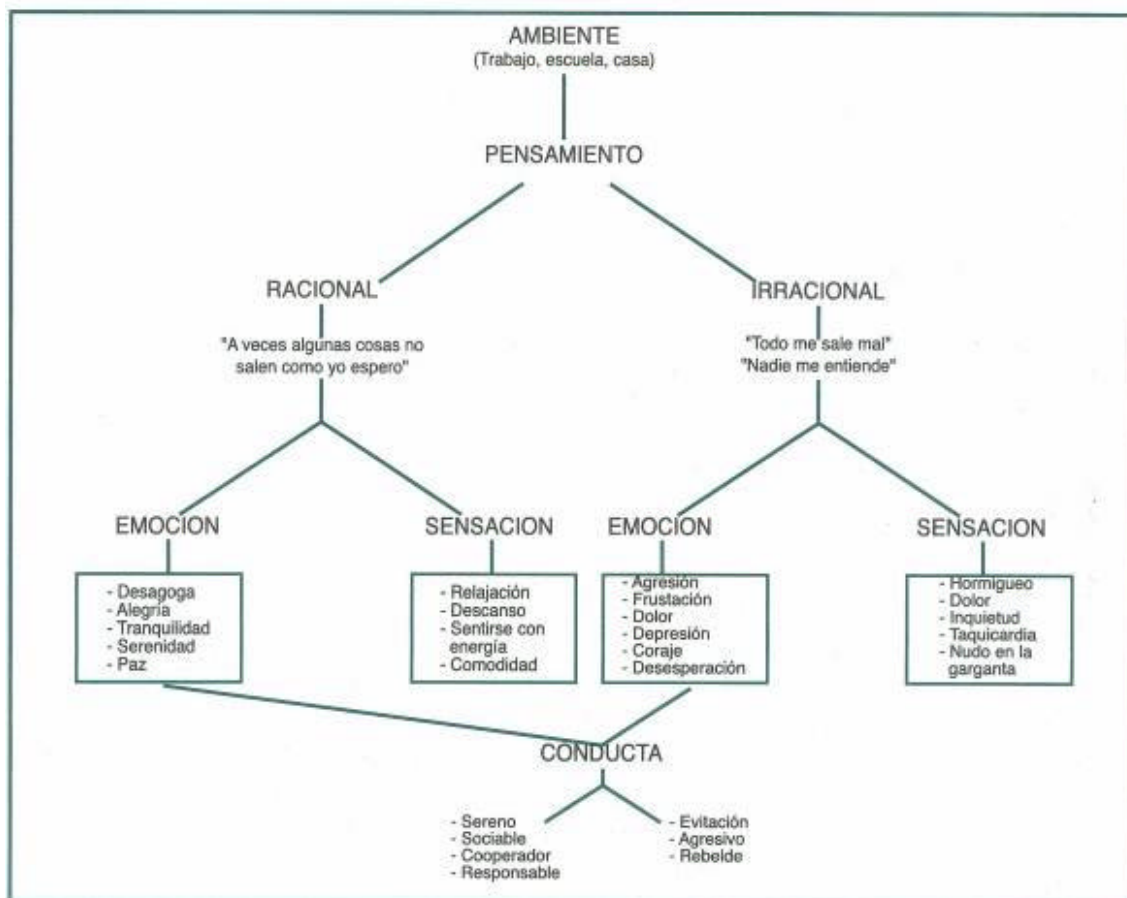 AMBIENTE
(Trabajo, escuela, casa)
PENSAMIENTO
RACIONAL
"A veces algunas cosas no
salen como yo espero"
IRRACIONAL
"Todo me sale mal"
"Nadie me entiende"
EMOCION
- Desagoga
- Alegría
- Tranquilidad
- Serenidad
- Paz
SENSACION
- Relajación
- Descanso
- Sentirse con
energía
- Comodidad
EMOCION
- Agresión
- Frustación
- Dolor
- Depresión
- Coraje
- Desesperación
SENSACION
- Hormigueo
- Dolor
- Inquietud
- Taquicardia
- Nudo en la
garganta
CONDUCTA
- Sereno
- Sociable
- Cooperador
- Responsable
- Evitación
- Agresivo
- Rebelde